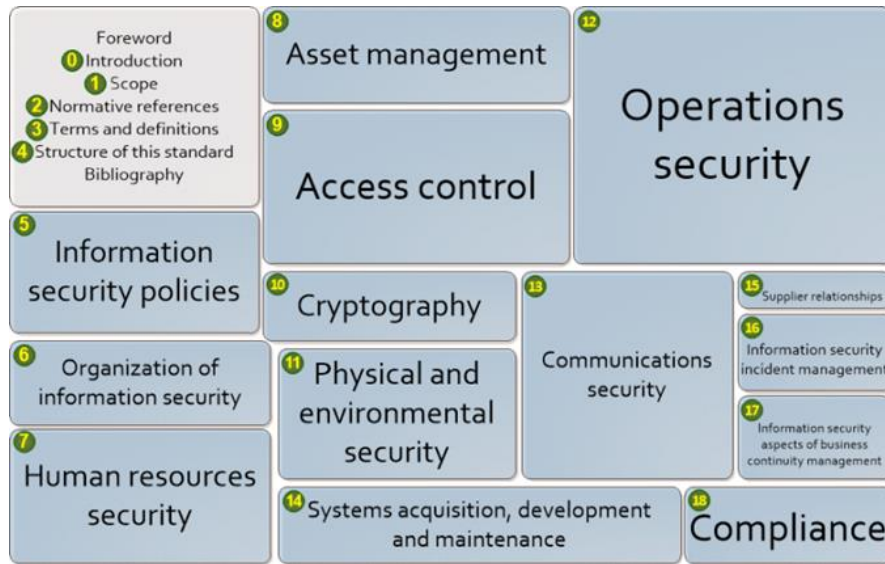 Foreword
0 Introduction
1 Scope
2 Normative references
3 Terms and definitions
4 Structure of this standard
Bibliography
5
Information
security policies
6
Organization of
information security
7
Human resources
security
8
Asset management
9
Access control
10
Cryptography
11
Physical and
environmental
security
12
Operations
security
13
Communications
security
14
Systems acquisition, development
and maintenance
15
Supplier relationships
16
Information security
incident management
17
Information security
aspects of business
continuity management
18
Compliance